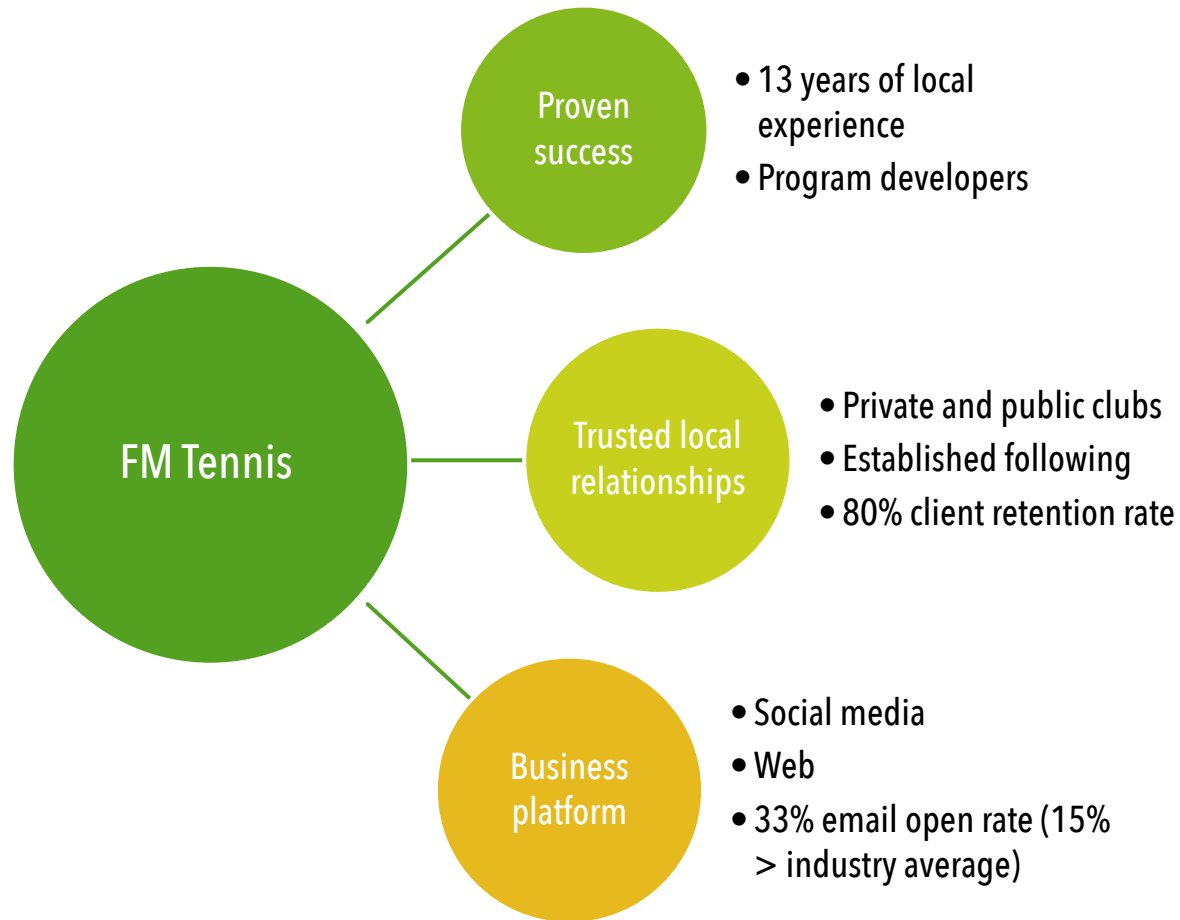 Proven
success
• 13 years of local
experience
• Program developers
FM Tennis
Trusted local
relationships
• Private and public clubs
• Established following
• 80% client retention rate
Business
platform
• Social media
• Web
• 33% email open rate (15%
> industry average)